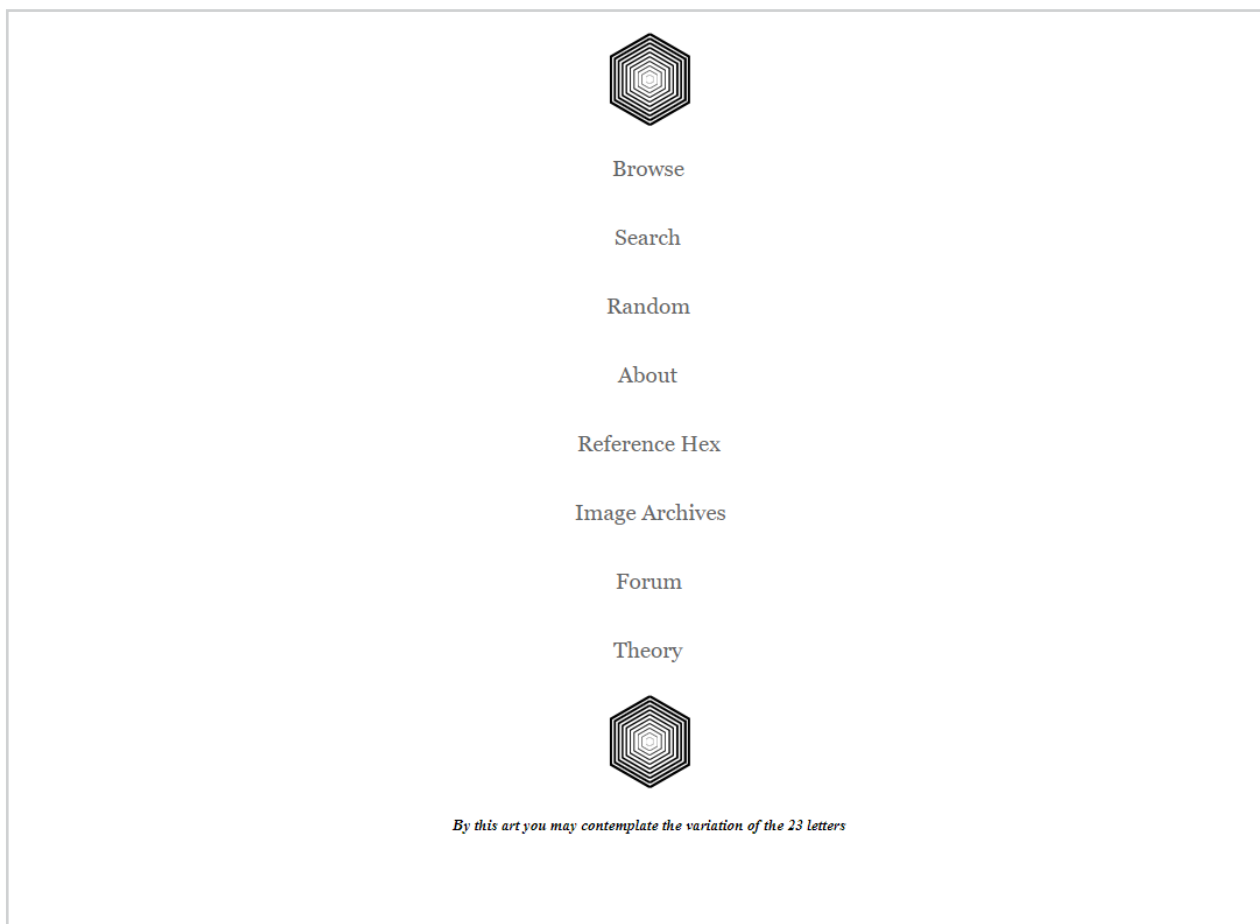 Browse
Search
Random
About
Reference Hex
Image Archives
Forum
Theory
By this art you may contemplate the variation of the 23 letters